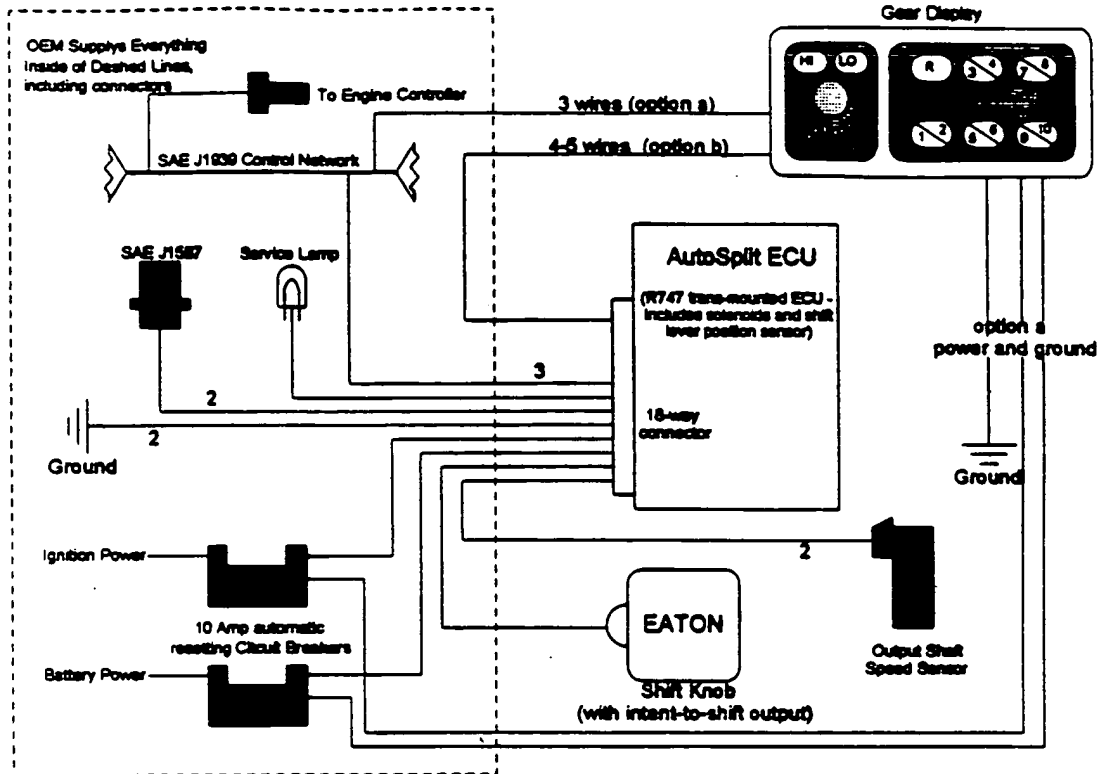 Gear Display
OEM Supplys Everything
Inside of Dashed Lines,
including connectors
To Engine Controller
3 wires (option a)
SAE J1939 Control Network
4-5 wires (option b)
HI LO
R
3 4
7 8
1 2
5 6
9 10
SAE J1587
Service Lamp
AutoSplit ECU
(R747 trans-mounted ECU -
includes solenoids and shift
lever position sensor)
option a
power and ground
3
2
2
18-way
connector
Ground
Ground
Ignition Power
2
10 Amp automatic
resetting Circuit Breakers
EATON
Output Shaft
Speed Sensor
Battery Power
Shift Knob
(with intent-to-shift output)